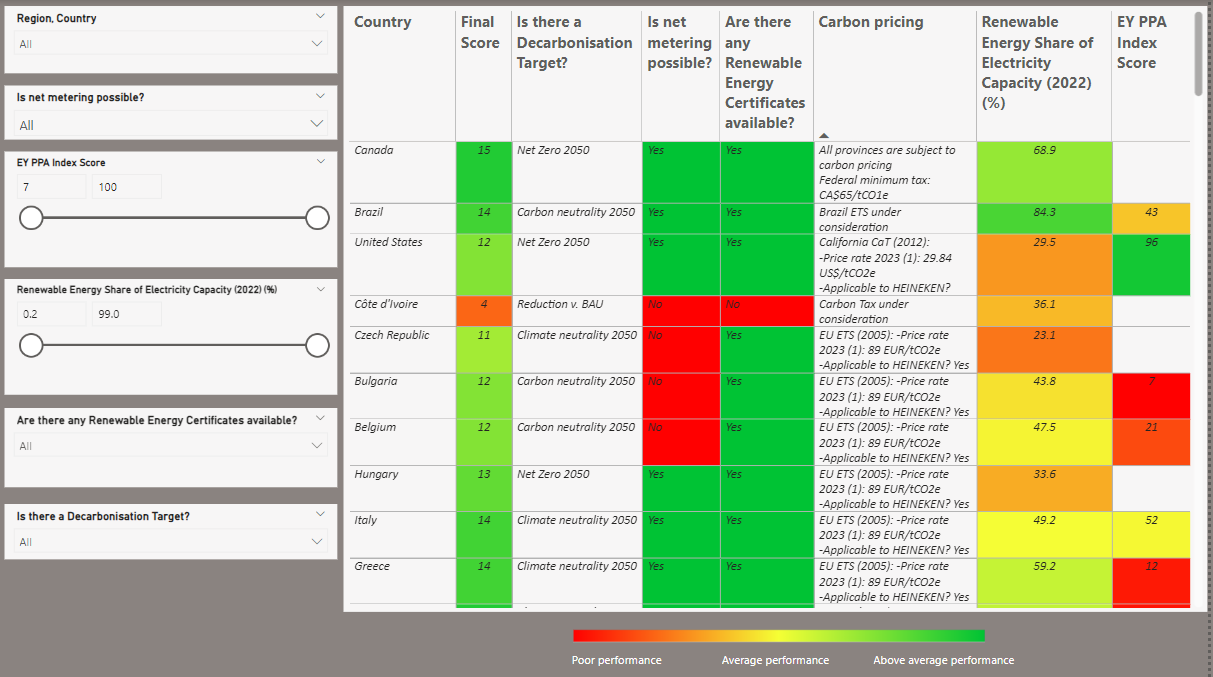 Region, Country
All
Is net metering possible?
All
EY PPA Index Score
7 100
Renewable Energy Share of Electricity Capacity (2022) (%)
0.2 99.0
Are there any Renewable Energy Certificates available?
All
Is there a Decarbonisation Target?
All
Country
Final
Score
Is there a
Decarbonisation
Target?
Is net
metering
possible?
Are there
any
Renewable
Energy
Certificates
available?
Carbon pricing
Renewable
Energy Share of
Electricity
Capacity (2022)
(%)
EY PPA
Index
Score
Canada 15 Net Zero 2050 Yes Yes All provinces are subject to 68.9
carbon pricing
Federal minimum tax:
CA$65/tCO1e
Brazil 14 Carbon neutrality 2050 Yes Yes Brazil ETS under 84.3 43
consideration
United States 12 Net Zero 2050 Yes Yes California CaT (2012): 29.5 96
-Price rate 2023 (1): 29.84
US$/tCO2e
-Applicable to HEINEKEN?
Côte d'Ivoire 4 Reduction v. BAU No No Carbon Tax under 36.1
consideration
Czech Republic 11 Climate neutrality 2050 No Yes EU ETS (2005): -Price rate 23.1
2023 (1): 89 EUR/tCO2e
-Applicable to HEINEKEN? Yes
Bulgaria 12 Carbon neutrality 2050 No Yes EU ETS (2005): -Price rate 43.8 7
2023 (1): 89 EUR/tCO2e
-Applicable to HEINEKEN? Yes
Belgium 12 Carbon neutrality 2050 No Yes EU ETS (2005): -Price rate 47.5 21
2023 (1): 89 EUR/tCO2e
-Applicable to HEINEKEN? Yes
Hungary 13 Net Zero 2050 Yes Yes EU ETS (2005): -Price rate 33.6
2023 (1): 89 EUR/tCO2e
-Applicable to HEINEKEN? Yes
Italy 14 Climate neutrality 2050 Yes Yes EU ETS (2005): -Price rate 49.2 52
2023 (1): 89 EUR/tCO2e
-Applicable to HEINEKEN? Yes
Greece 14 Climate neutrality 2050 Yes Yes EU ETS (2005): -Price rate 59.2 12
2023 (1): 89 EUR/tCO2e
-Applicable to HEINEKEN? Yes
Poor performance Average performance Above average performance